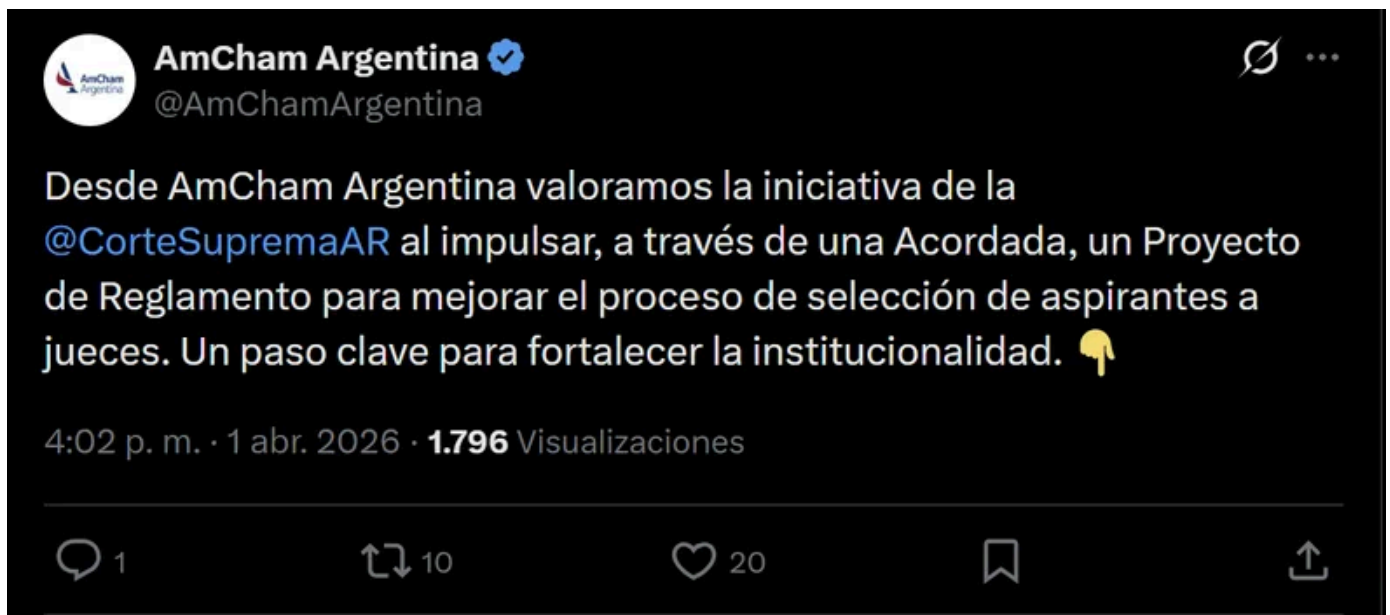 AmCham Argentina
@AmChamArgentina
AmCham
Argentina
Desde AmCham Argentina valoramos la iniciativa de la
@CorteSupremaAR al impulsar, a través de una Acordada, un Proyecto
de Reglamento para mejorar el proceso de selección de aspirantes a
jueces. Un paso clave para fortalecer la institucionalidad. 👇
4:02 p. m. · 1 abr. 2026 · 1.796 Visualizaciones
1 10 20